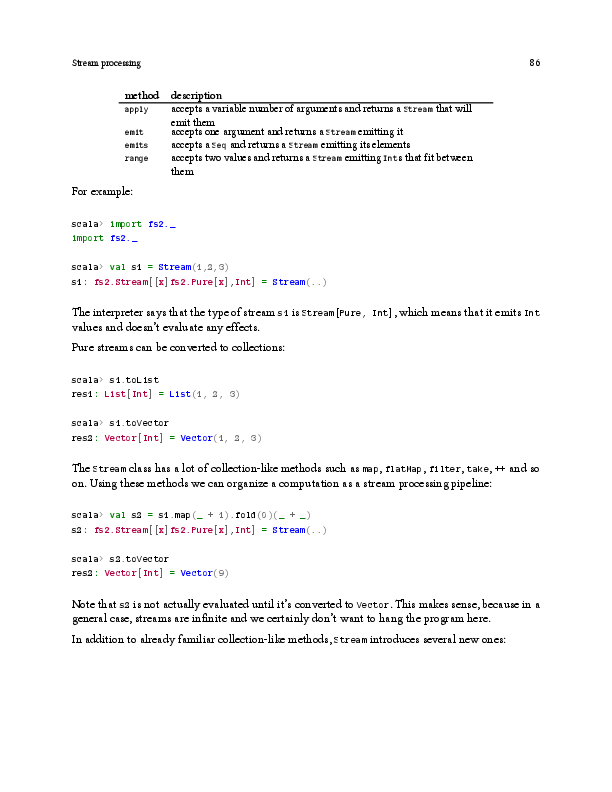 Stream processing 86
method description
apply accepts a variable number of arguments and returns a Stream that will
emit them
emit accepts one argument and returns a Stream emitting it
emits accepts a Seq and returns a Stream emitting its elements
range accepts two values and returns a Stream emitting Ints that fit between
them
For example:
scala> import fs2._
import fs2._
scala> val s1 = Stream(1,2,3)
s1: fs2.Stream[[x]fs2.Pure[x],Int] = Stream(..)
The interpreter says that the type of stream s1 is Stream[Pure, Int], which means that it emits Int
values and doesn't evaluate any effects.
Pure streams can be converted to collections:
scala> s1.toList
res1: List[Int] = List(1, 2, 3)
scala> s1.toVector
res2: Vector[Int] = Vector(1, 2, 3)
The Stream class has a lot of collection-like methods such as map, flatMap, filter, take, ++ and so
on. Using these methods we can organize a computation as a stream processing pipeline:
scala> val s2 = s1.map(_ + 1).fold(0)(_ + _)
s2: fs2.Stream[[x]fs2.Pure[x],Int] = Stream(..)
scala> s2.toVector
res2: Vector[Int] = Vector(9)
Note that s2 is not actually evaluated until it's converted to Vector. This makes sense, because in a
general case, streams are infinite and we certainly don't want to hang the program here.
In addition to already familiar collection-like methods, Stream introduces several new ones: